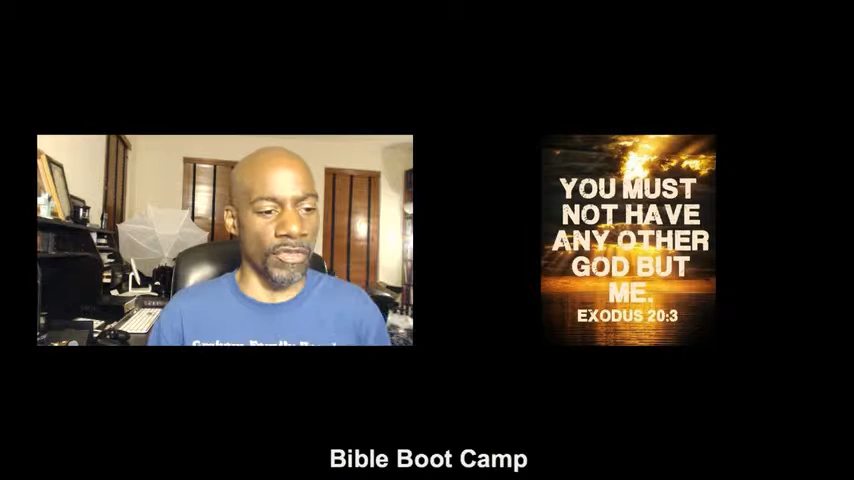 YOU MUST
NOT HAVE
ANY OTHER
GOD BUT
ME.
EXODUS 20:3
Bible Boot Camp